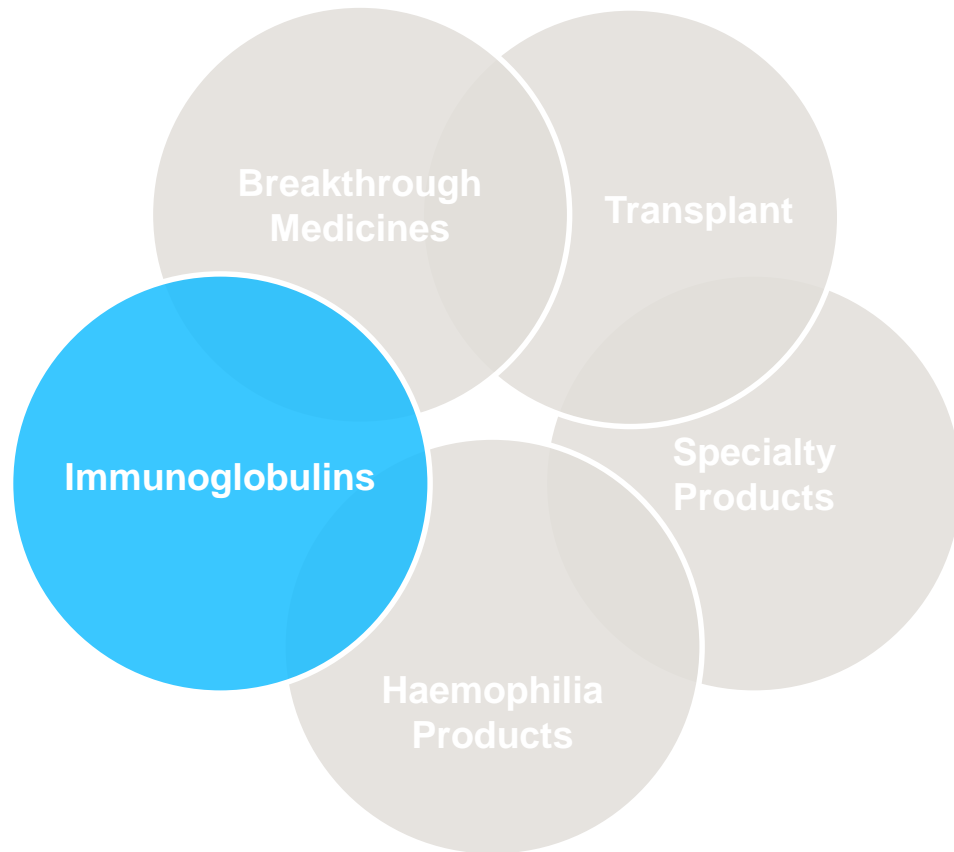 Breakthrough
Medicines
Transplant
Immunoglobulins
Specialty
Products
Haemophilia
Products